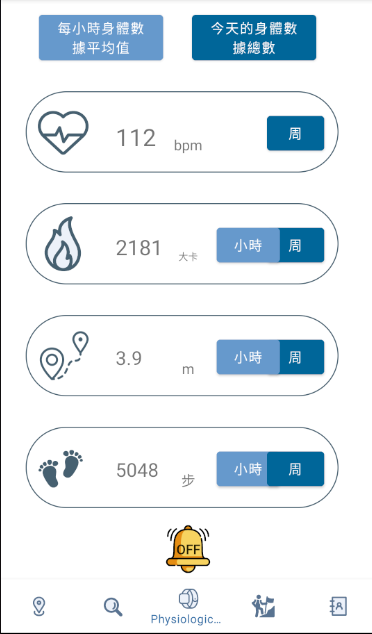 每小時身體數
據平均值
今天的身體數
據總數
112 bpm
周
2181 大卡
小時 周
3.9 m
小時 周
5048 步
小時 周
OFF
Physiologic...